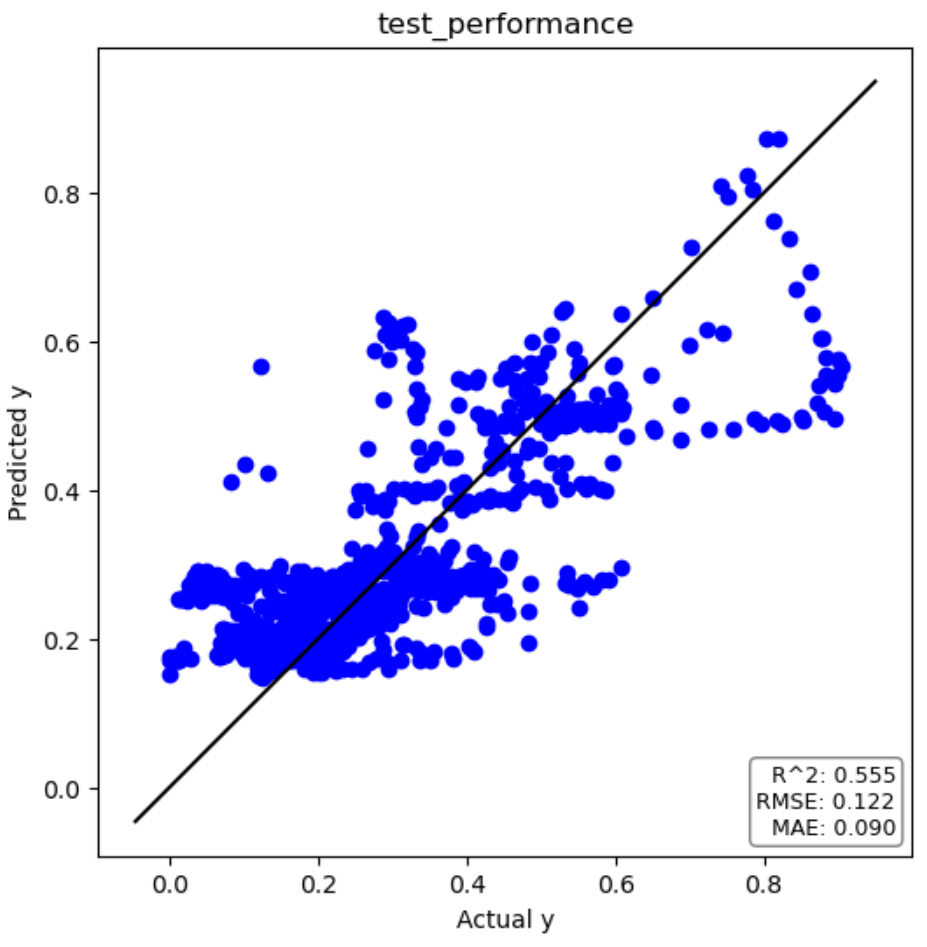 test_performance
Predicted y
0.8
0.6
0.4
0.2
0.0
R^2: 0.555
RMSE: 0.122
MAE: 0.090
0.0 0.2 0.4 0.6 0.8
Actual y